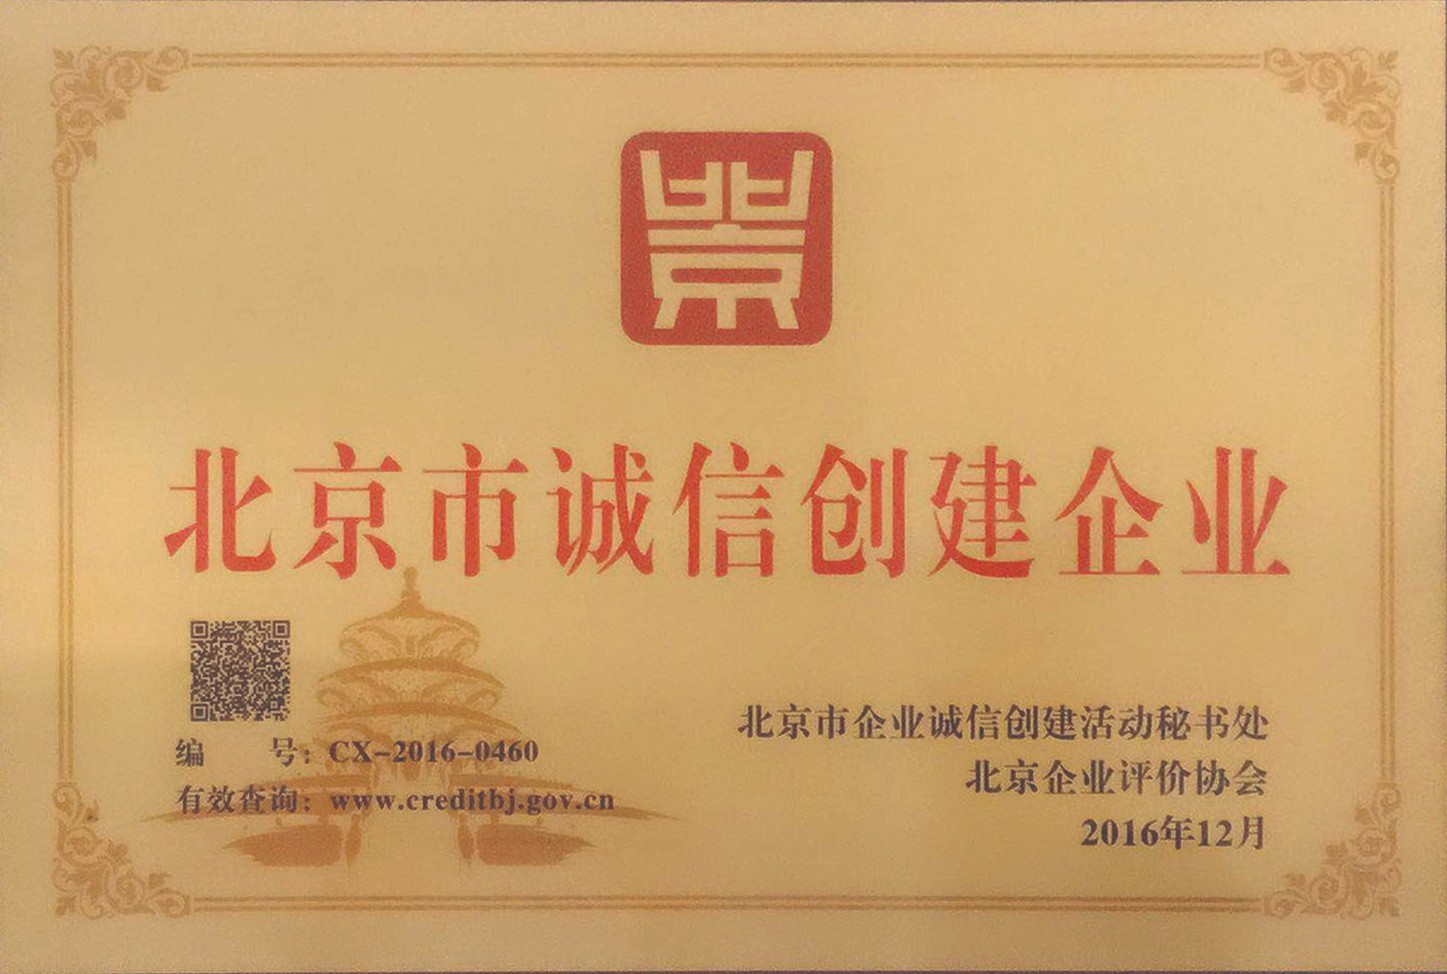 北京
北京市诚信创建企业
编 号：CX-2016-0460
有效查询：www.creditbj.gov.cn
北京市企业诚信创建活动秘书处
北京企业评价协会
2016年12月